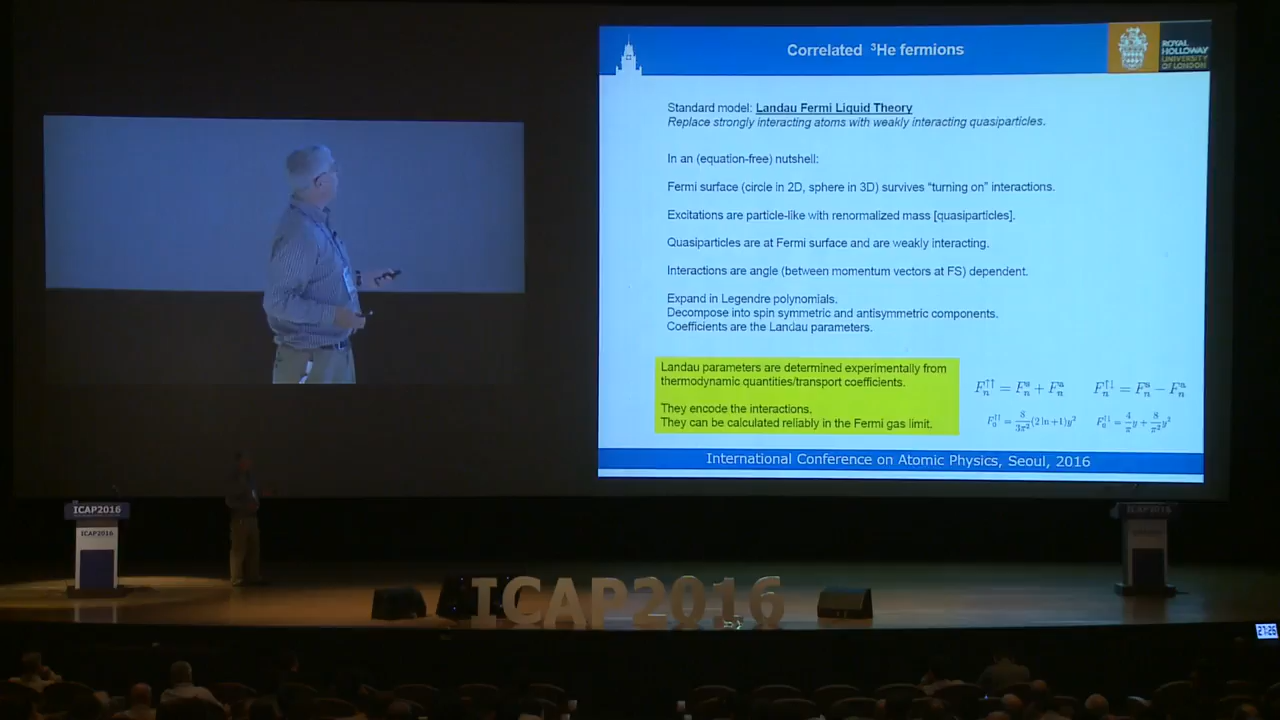 Correlated ³He fermions
ROYAL
HOLLOWAY
UNIVERSITY
OF LONDON
Standard model: Landau Fermi Liquid Theory
Replace strongly interacting atoms with weakly interacting quasiparticles.
In an (equation-free) nutshell:
Fermi surface (circle in 2D, sphere in 3D) survives “turning on” interactions.
Excitations are particle-like with renormalized mass [quasiparticles].
Quasiparticles are at Fermi surface and are weakly interacting.
Interactions are angle (between momentum vectors at FS) dependent.
Expand in Legendre polynomials.
Decompose into spin symmetric and antisymmetric components.
Coefficients are the Landau parameters.
Landau parameters are determined experimentally from
thermodynamic quantities/transport coefficients.
They encode the interactions.
They can be calculated reliably in the Fermi gas limit.
F_n^{↑↑} = F_n^s + F_n^a
F_n^{↑↓} = F_n^s − F_n^a
International Conference on Atomic Physics, Seoul, 2016
ICAP2016
ICAP2016
ICAP2016
ICAP2016